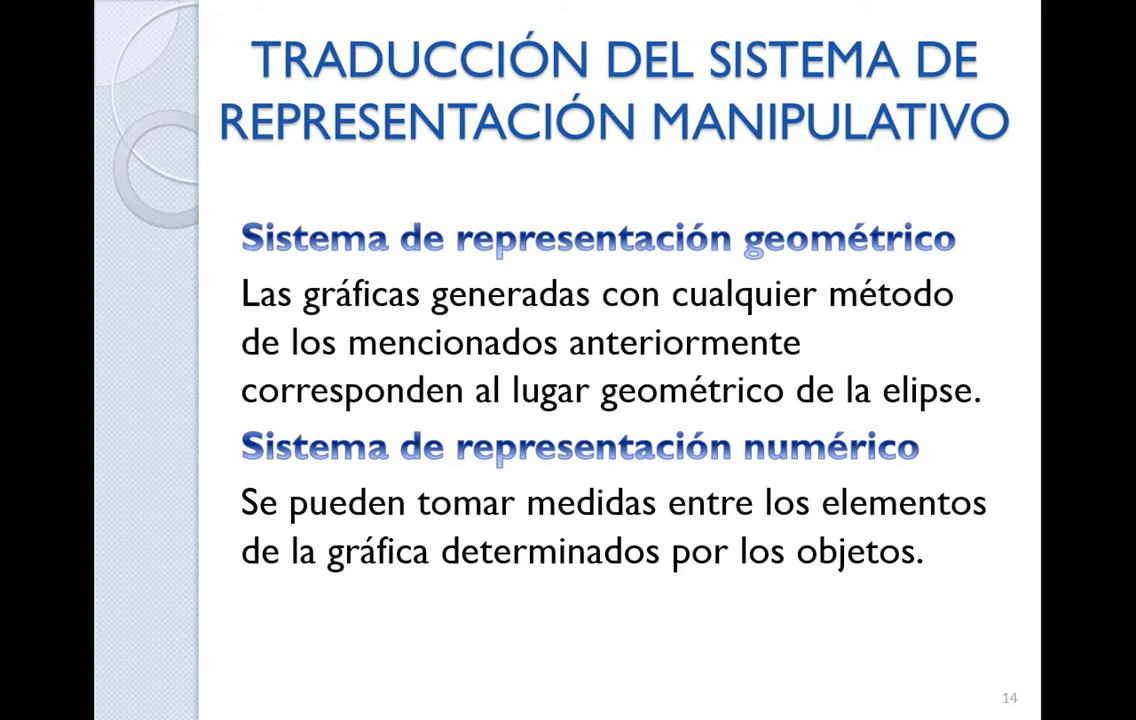 TRADUCCIÓN DEL SISTEMA DE
REPRESENTACIÓN MANIPULATIVO
Sistema de representación geométrico
Las gráficas generadas con cualquier método
de los mencionados anteriormente
corresponden al lugar geométrico de la elipse.
Sistema de representación numérico
Se pueden tomar medidas entre los elementos
de la gráfica determinados por los objetos.
14